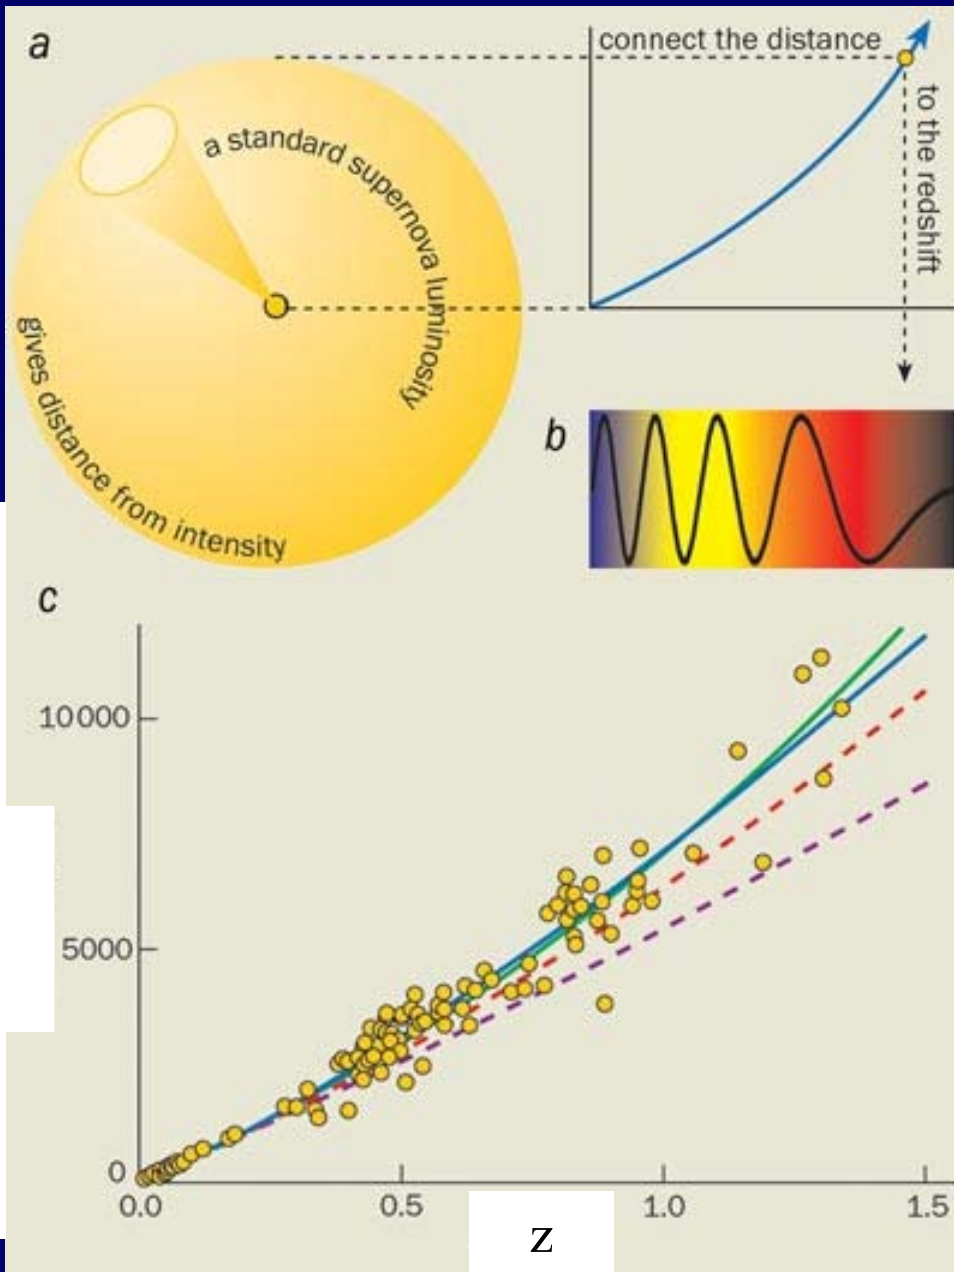 a
connect the distance
to the redshift
a standard supernova luminosity
gives distance from intensity
b
c
10000
5000
0
0.0 0.5 1.0 1.5
z